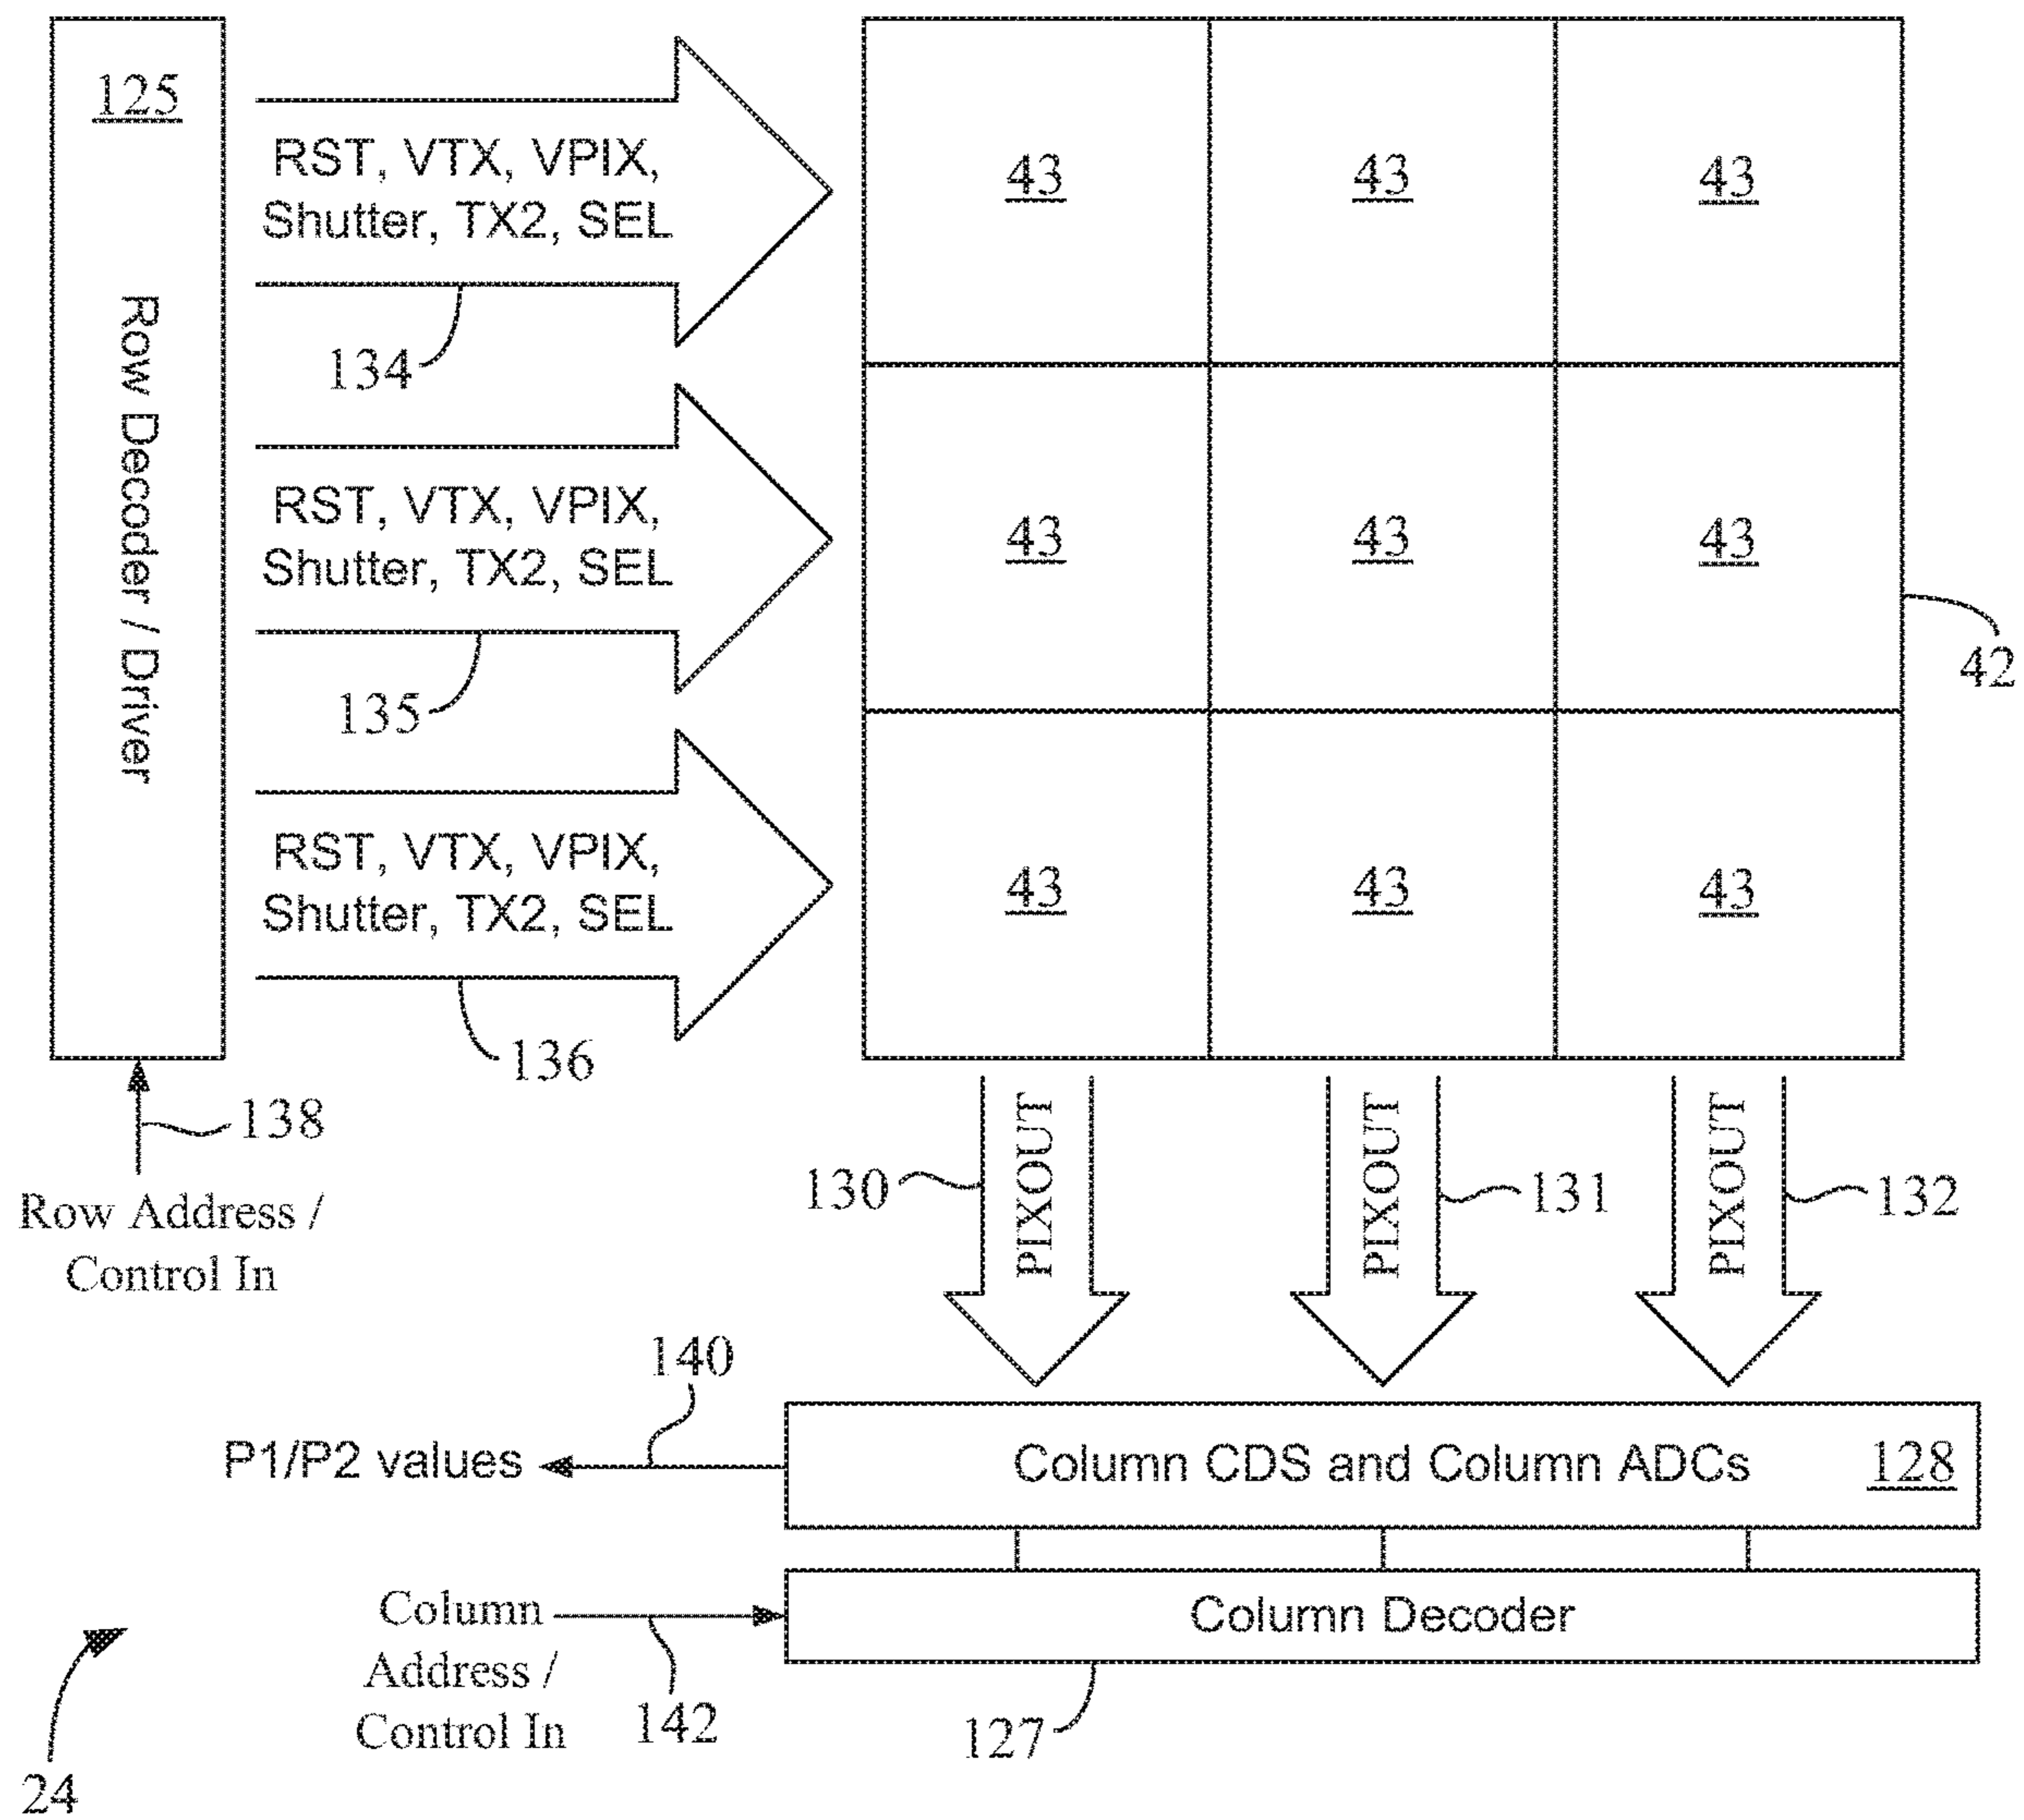 125
Row Decoder / Driver
RST, VTX, VPIX,
Shutter, TX2, SEL
134
RST, VTX, VPIX,
Shutter, TX2, SEL
135
RST, VTX, VPIX,
Shutter, TX2, SEL
136
43 43 43
43 43 43
43 43 43
42
138
Row Address /
Control In
130
PIXOUT
PIXOUT
131
PIXOUT
132
140
P1/P2 values
Column CDS and Column ADCs 128
Column
Address /
Control In
142
Column Decoder
127
24